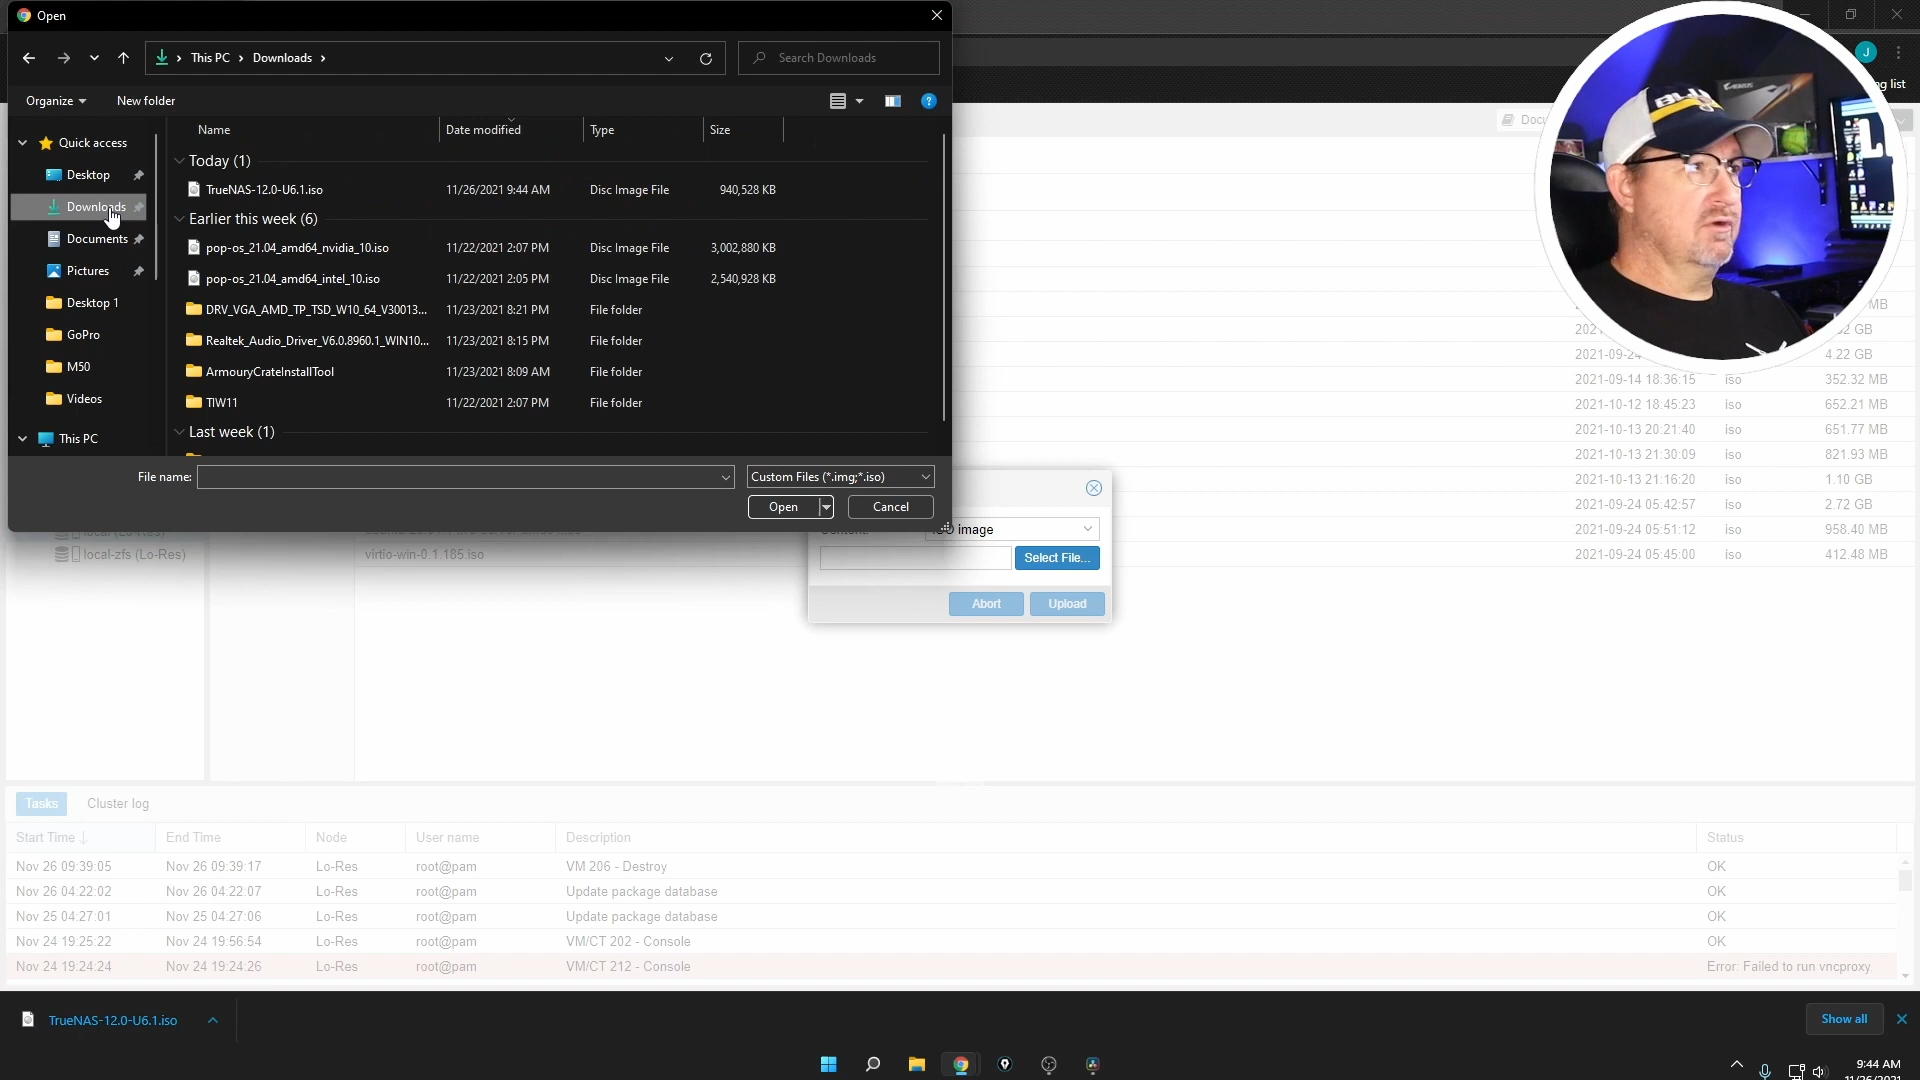 Open
This PC > Downloads >
Search Downloads
Organize
New folder
Name
Date modified
Type
Size
Quick access
Desktop
Downloads
Documents
Pictures
Desktop 1
GoPro
M50
Videos
This PC
Today (1)
TrueNAS-12.0-U6.1.iso 11/26/2021 9:44 AM Disc Image File 940,528 KB
Earlier this week (6)
pop-os_21.04_amd64_nvidia_10.iso 11/22/2021 2:07 PM Disc Image File 3,002,880 KB
pop-os_21.04_amd64_intel_10.iso 11/22/2021 2:05 PM Disc Image File 2,540,928 KB
DRV_VGA_AMD_TP_TSD_W10_64_V30013... 11/23/2021 8:21 PM File folder
Realtek_Audio_Driver_V6.0.8960.1_WIN10... 11/23/2021 8:15 PM File folder
ArmouryCrateInstallTool 11/23/2021 8:09 AM File folder
TIW11 11/22/2021 2:07 PM File folder
Last week (1)
File name:
Custom Files (*.img;*.iso)
Open
Cancel
J
ng list
MB
GB
2021-09-24 4.22 GB
2021-09-14 18:36:15 iso 352.32 MB
2021-10-12 18:45:23 iso 652.21 MB
2021-10-13 20:21:40 iso 651.77 MB
2021-10-13 21:30:09 iso 821.93 MB
2021-10-13 21:16:20 iso 1.10 GB
2021-09-24 05:42:57 iso 2.72 GB
2021-09-24 05:51:12 iso 958.40 MB
local-zfs (Lo-Res)
virtio-win-0.1.185.iso 2021-09-24 05:45:00 iso 412.48 MB
image
Select File...
Abort
Upload
Tasks
Cluster log
Start Time End Time Node User name Description Status
Nov 26 09:39:05 Nov 26 09:39:17 Lo-Res root@pam VM 206 - Destroy OK
Nov 26 04:22:02 Nov 26 04:22:07 Lo-Res root@pam Update package database OK
Nov 25 04:27:01 Nov 25 04:27:06 Lo-Res root@pam Update package database OK
Nov 24 19:25:22 Nov 24 19:56:54 Lo-Res root@pam VM/CT 202 - Console OK
Nov 24 19:24:24 Nov 24 19:24:26 Lo-Res root@pam VM/CT 212 - Console Error: Failed to run vncproxy.
TrueNAS-12.0-U6.1.iso
Show all
9:44 AM